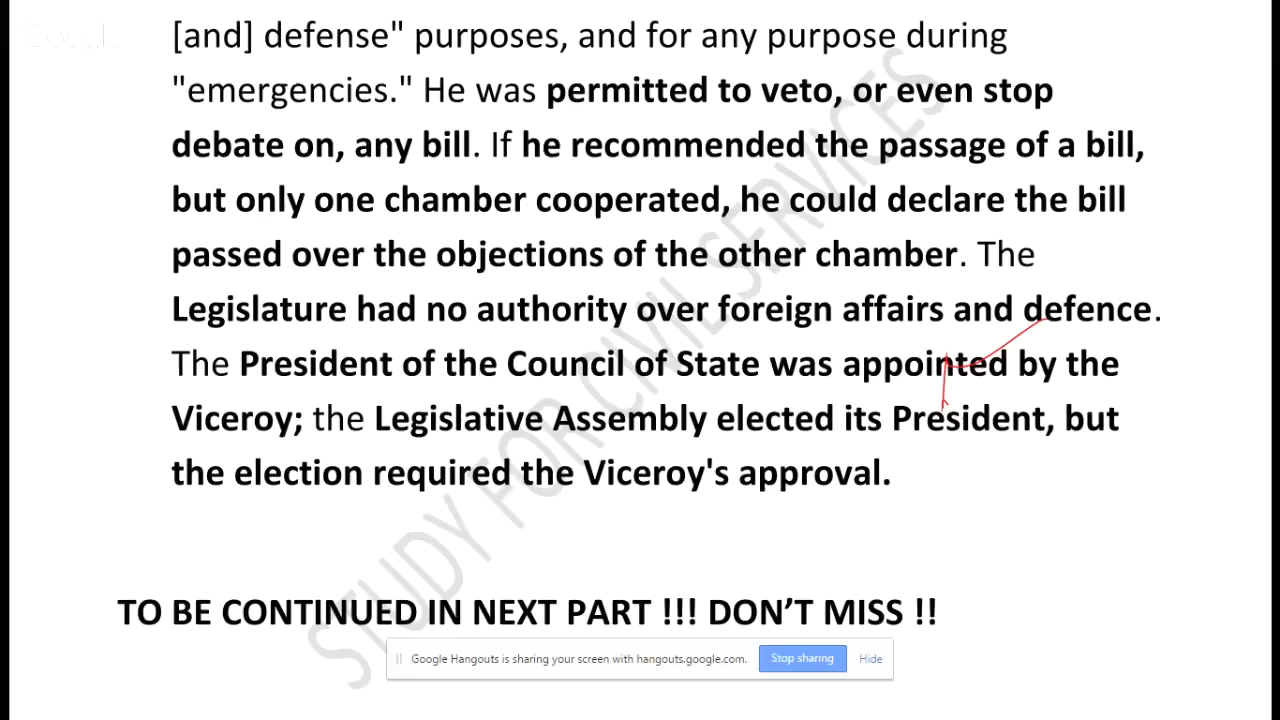 [and] defense" purposes, and for any purpose during
"emergencies." He was permitted to veto, or even stop
debate on, any bill. If he recommended the passage of a bill,
but only one chamber cooperated, he could declare the bill
passed over the objections of the other chamber. The
Legislature had no authority over foreign affairs and defence.
The President of the Council of State was appointed by the
Viceroy; the Legislative Assembly elected its President, but
the election required the Viceroy's approval.
STUDY FOR CIVIL SERVICES
TO BE CONTINUED IN NEXT PART !!! DON’T MISS !!
Google Hangouts is sharing your screen with hangouts.google.com. Stop sharing Hide